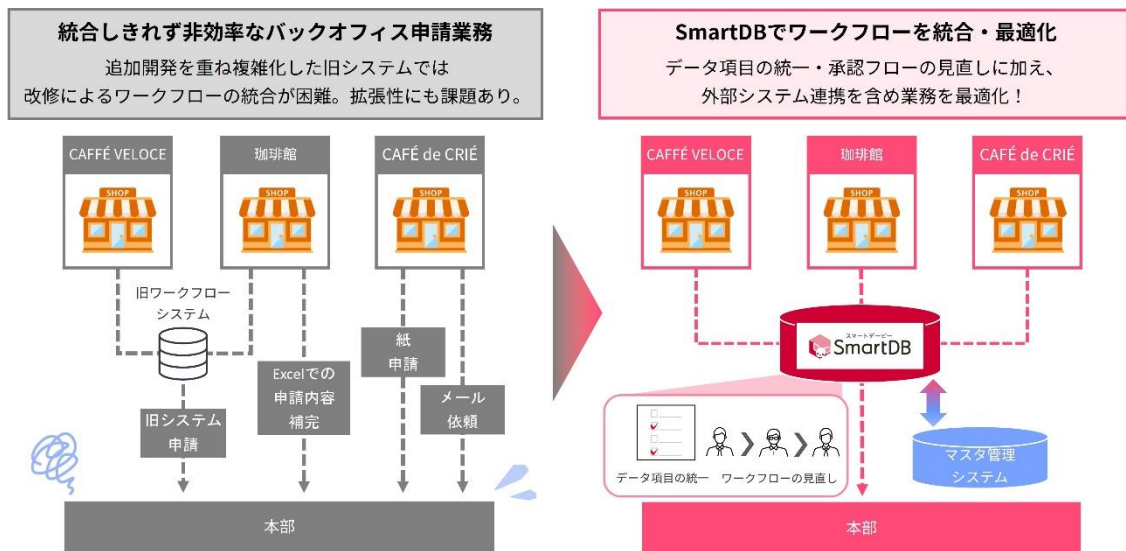 統合しきれず非効率なバックオフィス申請業務
追加開発を重ね複雑化した旧システムでは
改修によるワークフローの統合が困難。拡張性にも課題あり。
CAFFÉ VELOCE
珈琲館
CAFÉ de CRIÉ
SHOP
SHOP
SHOP
旧ワークフロー
システム
旧システム
申請
Excelでの
申請内容
補完
紙
申請
メール
依頼
本部
SmartDBでワークフローを統合・最適化
データ項目の統一・承認フローの見直しに加え、
外部システム連携を含め業務を最適化！
CAFFÉ VELOCE
珈琲館
CAFÉ de CRIÉ
SHOP
SHOP
SHOP
スマートデービー
SmartDB
データ項目の統一
ワークフローの見直し
マスタ管理
システム
本部